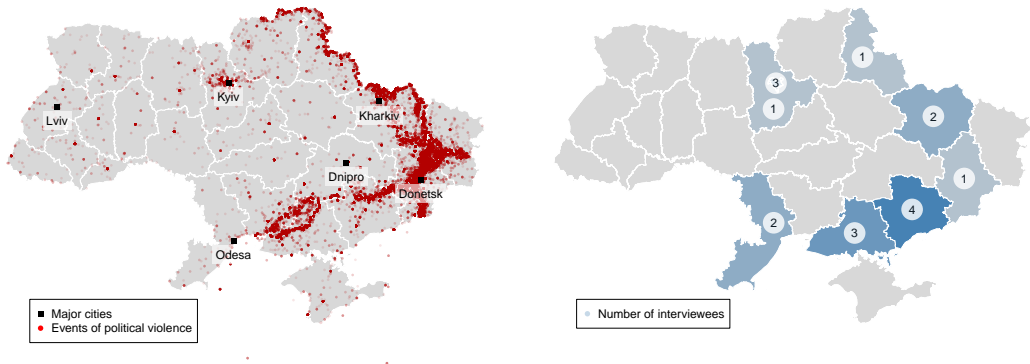 Kyiv
Lviv
Kharkiv
Dnipro
Donetsk
Odesa
Major cities
Events of political violence
1
3
1
2
1
4
2
3
Number of interviewees